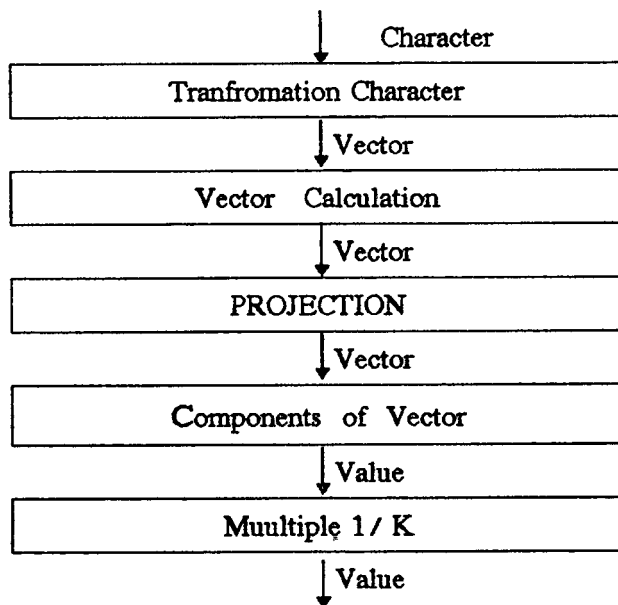 Character
Tranfromation Character
Vector
Vector Calculation
Vector
PROJECTION
Vector
Components of Vector
Value
Muultiple 1 / K
Value